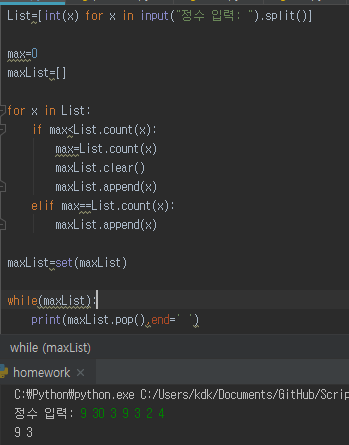 List=[int(x) for x in input("정수 입력: ").split()]
max=0
maxList=[]
for x in List:
if max<List.count(x):
max=List.count(x)
maxList.clear()
maxList.append(x)
elif max==List.count(x):
maxList.append(x)
maxList=set(maxList)
while(maxList):
print(maxList.pop(),end=' ')
while (maxList)
homework ×
C:₩Python₩python.exe C:/Users/kdk/Documents/GitHub/Scrip
정수 입력: 9 30 3 9 3 2 4
9 3